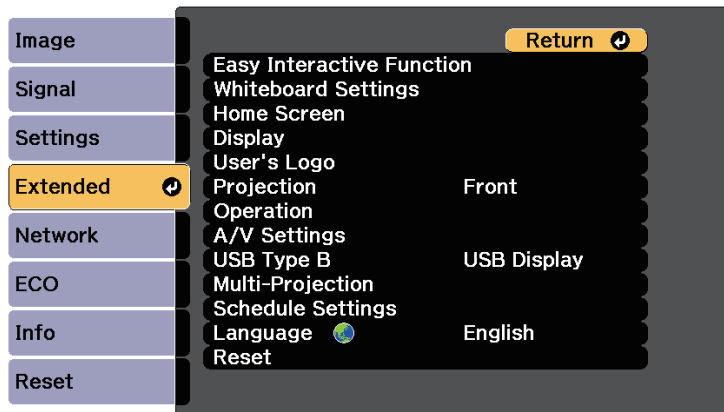 Image
Signal
Settings
Extended
Network
ECO
Info
Reset
Return
Easy Interactive Function
Whiteboard Settings
Home Screen
Display
User's Logo
Projection Front
Operation
A/V Settings
USB Type B USB Display
Multi-Projection
Schedule Settings
Language English
Reset